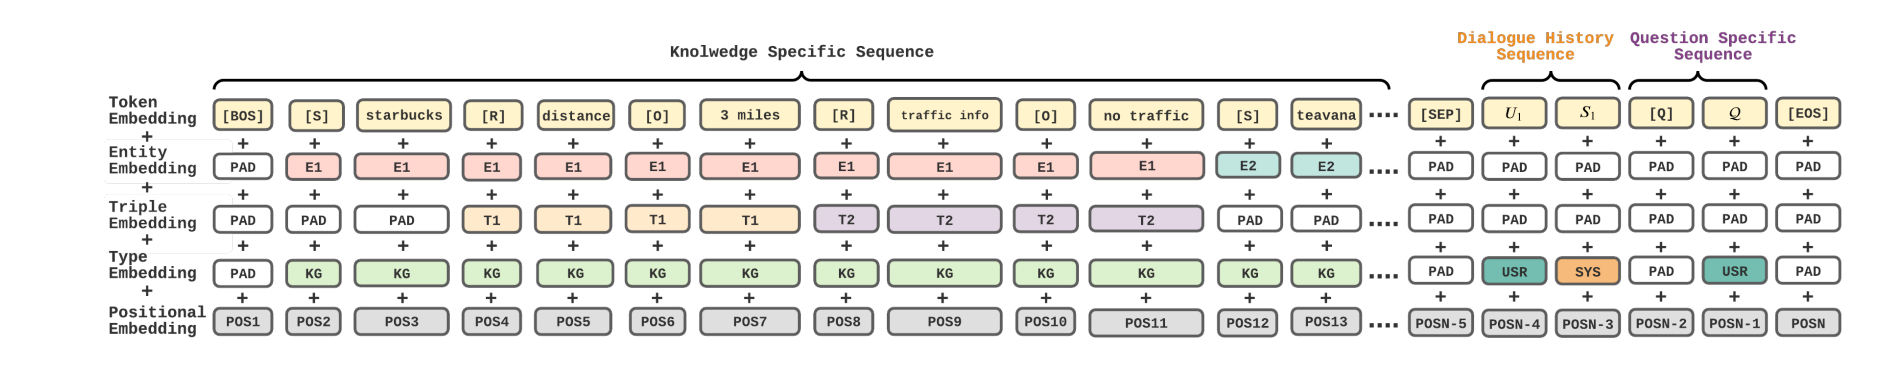 Dialogue History Question Specific
Knolwedge Specific Sequence Sequence Sequence
Token
Embedding [BOS] [S] starbucks [R] distance [O] 3 miles [R] traffic info [O] no traffic [S] teavana .... [SEP] U1 S1 [Q] Q [EOS]
+ + + + + + + + + + + + + + + + + + + +
Entity
Embedding PAD E1 E1 E1 E1 E1 E1 E1 E1 E1 E1 E2 E2 .... PAD PAD PAD PAD PAD PAD
+ + + + + + + + + + + + + + + + + + + +
Triple
Embedding PAD PAD PAD T1 T1 T1 T1 T2 T2 T2 T2 PAD PAD .... PAD PAD PAD PAD PAD PAD
+ + + + + + + + + + + + + + + + + + + +
Type
Embedding PAD KG KG KG KG KG KG KG KG KG KG KG KG .... PAD USR SYS PAD USR PAD
+ + + + + + + + + + + + + + + + + + + +
Positional
Embedding POS1 POS2 POS3 POS4 POS5 POS6 POS7 POS8 POS9 POS10 POS11 POS12 POS13 .... POSN-5 POSN-4 POSN-3 POSN-2 POSN-1 POSN